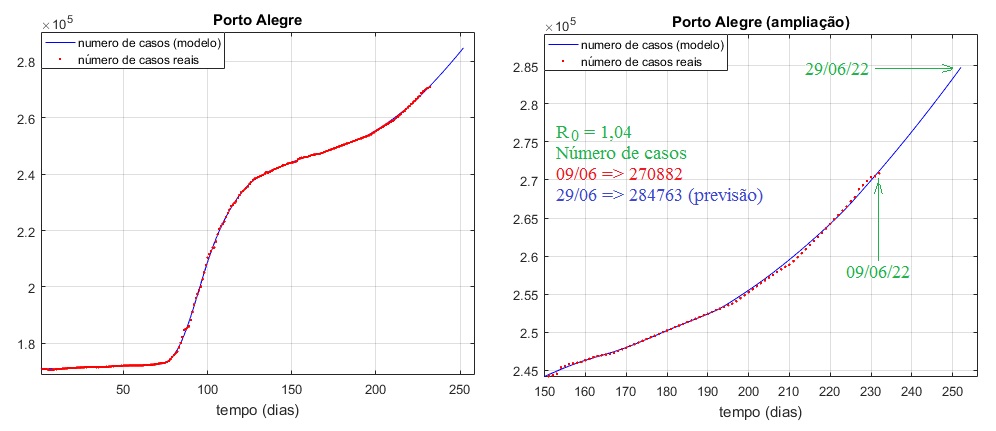 Porto Alegre
×10⁵
numero de casos (modelo)
número de casos reais
2.8
2.6
2.4
2.2
2
1.8
50
100
150
200
250
tempo (dias)
Porto Alegre (ampliação)
×10⁵
numero de casos (modelo)
número de casos reais
2.85
2.8
2.75
2.7
2.65
2.6
2.55
2.5
2.45
29/06/22
R₀ = 1,04
Número de casos
09/06 => 270882
29/06 => 284763 (previsão)
09/06/22
150
160
170
180
190
200
210
220
230
240
250
tempo (dias)